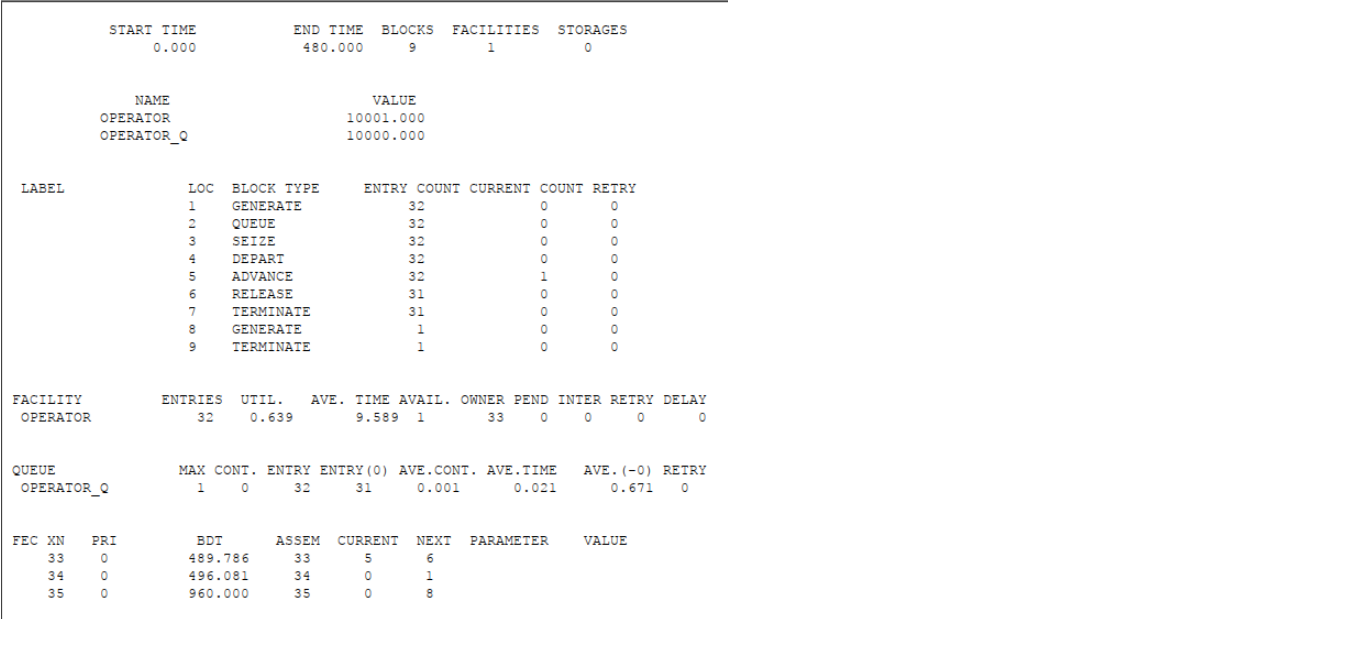 START TIME END TIME BLOCKS FACILITIES STORAGES
0.000 480.000 9 1 0
NAME VALUE
OPERATOR 10001.000
OPERATOR_Q 10000.000
LABEL LOC BLOCK TYPE ENTRY COUNT CURRENT COUNT RETRY
1 GENERATE 32 0 0
2 QUEUE 32 0 0
3 SEIZE 32 0 0
4 DEPART 32 0 0
5 ADVANCE 32 1 0
6 RELEASE 31 0 0
7 TERMINATE 31 0 0
8 GENERATE 1 0 0
9 TERMINATE 1 0 0
FACILITY ENTRIES UTIL. AVE. TIME AVAIL. OWNER PEND INTER RETRY DELAY
OPERATOR 32 0.639 9.589 1 33 0 0 0 0
QUEUE MAX CONT. ENTRY ENTRY(0) AVE.CONT. AVE.TIME AVE.(-0) RETRY
OPERATOR_Q 1 0 32 31 0.001 0.021 0.671 0
FEC XN PRI BDT ASSEM CURRENT NEXT PARAMETER VALUE
33 0 489.786 33 5 6
34 0 496.081 34 0 1
35 0 960.000 35 0 8